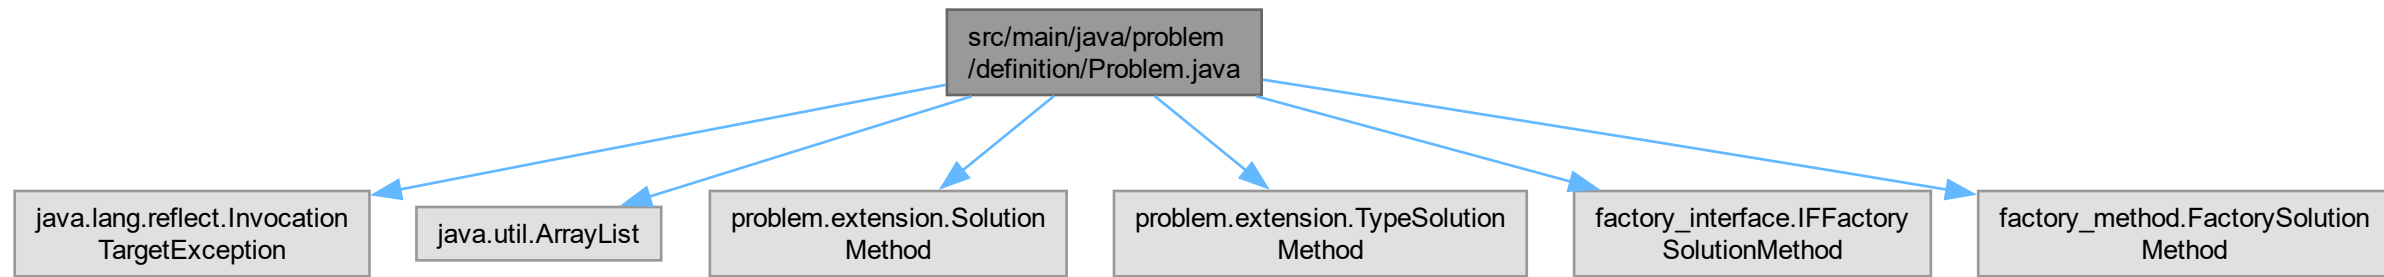 src/main/java/problem
/definition/Problem.java
java.lang.reflect.Invocation
TargetException
java.util.ArrayList
problem.extension.Solution
Method
problem.extension.TypeSolution
Method
factory_interface.IFFactory
SolutionMethod
factory_method.FactorySolution
Method